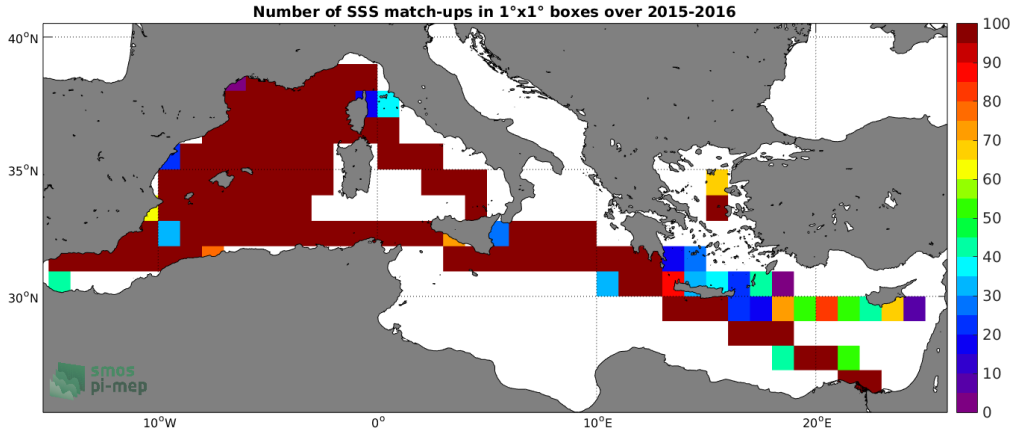 Number of SSS match-ups in 1°x1° boxes over 2015-2016
40°N
35°N
30°N
10°W
0°
10°E
20°E
100
90
80
70
60
50
40
30
20
10
0
smos
pi-mep